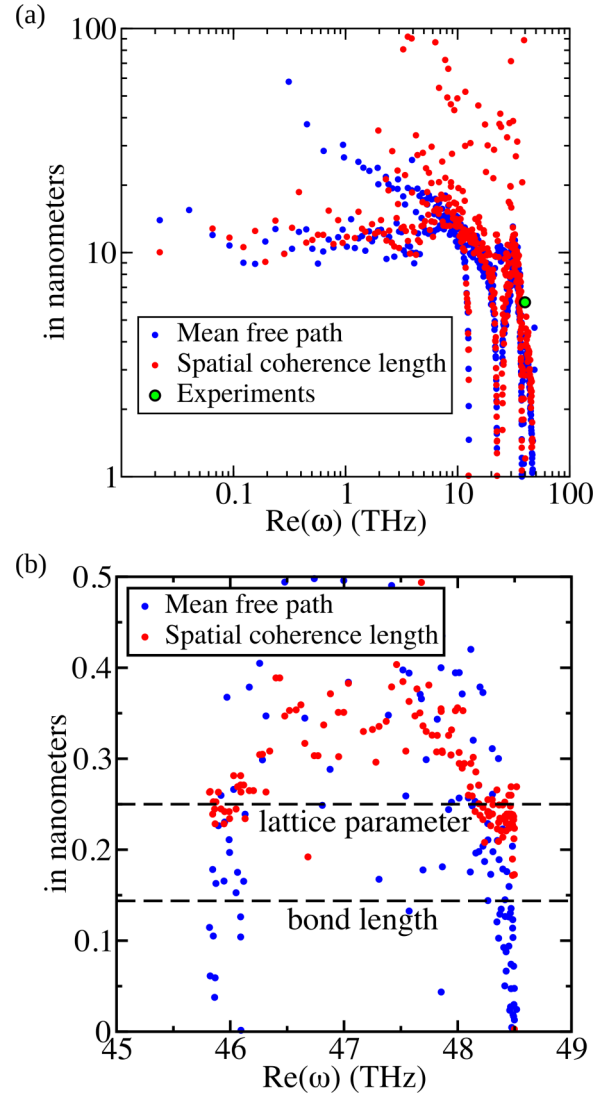 (a)
100
10
1
in nanometers
Mean free path
Spatial coherence length
Experiments
0.1 1 10 100
Re(ω) (THz)
(b)
0.5
0.4
0.3
0.2
0.1
0
in nanometers
Mean free path
Spatial coherence length
lattice parameter
bond length
45 46 47 48 49
Re(ω) (THz)